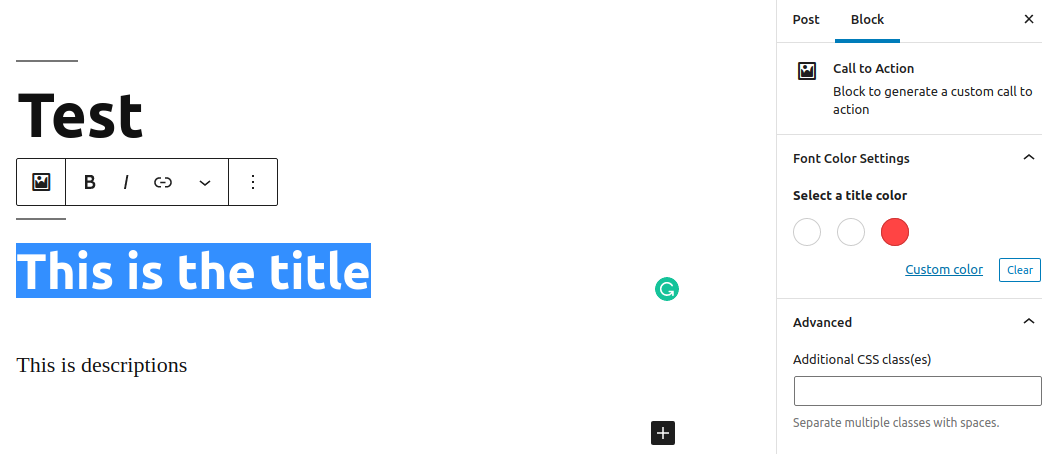 Post Block
Test
B I
This is the title
This is descriptions
Call to Action
Block to generate a custom call to
action
Font Color Settings
Select a title color
Custom color Clear
Advanced
Additional CSS class(es)
Separate multiple classes with spaces.